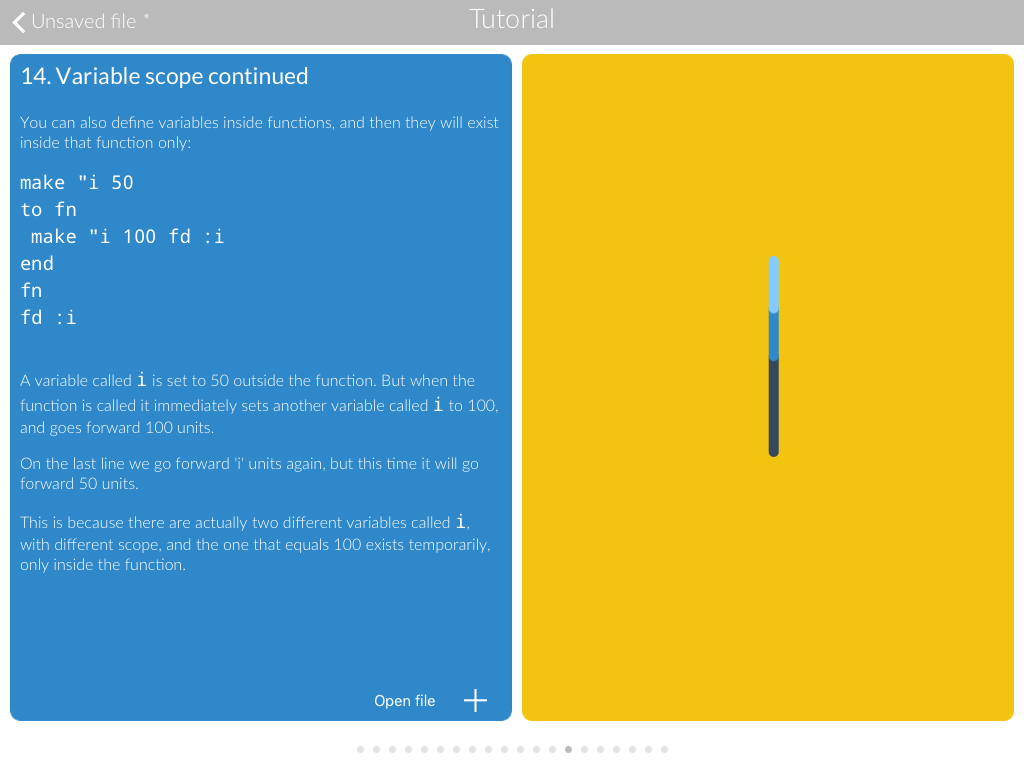 Unsaved file *
Tutorial
14. Variable scope continued
You can also define variables inside functions, and then they will exist
inside that function only:
make "i 50
to fn
 make "i 100 fd :i
end
fn
fd :i
A variable called i is set to 50 outside the function. But when the
function is called it immediately sets another variable called i to 100,
and goes forward 100 units.
On the last line we go forward 'i' units again, but this time it will go
forward 50 units.
This is because there are actually two different variables called i,
with different scope, and the one that equals 100 exists temporarily,
only inside the function.
Open file